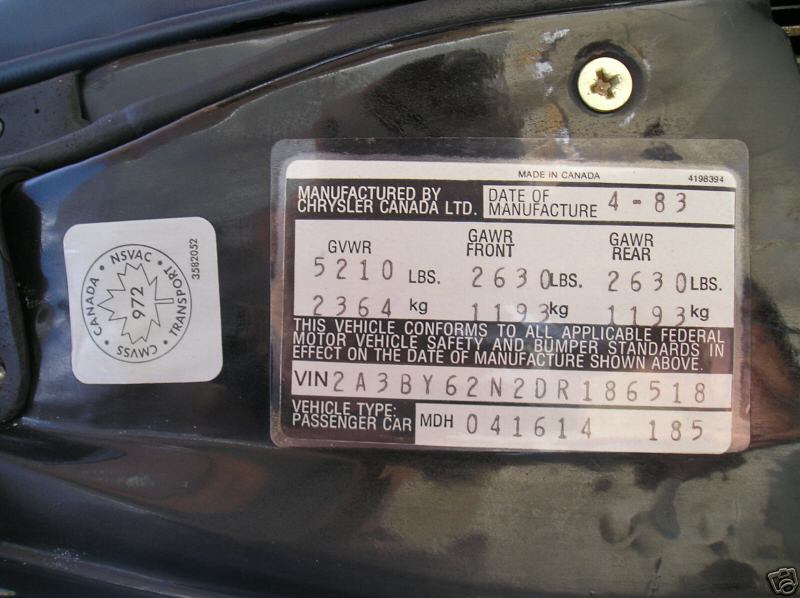 CANADA • NSVAC • TRANSPORT • CMVSS •
972
3582052
MADE IN CANADA 4198394
MANUFACTURED BY
CHRYSLER CANADA LTD.
DATE OF
MANUFACTURE 4-83
GVWR
5210 LBS.
2364 kg
GAWR
FRONT
2630 LBS.
1193 kg
GAWR
REAR
2630 LBS.
1193 kg
THIS VEHICLE CONFORMS TO ALL APPLICABLE FEDERAL
MOTOR VEHICLE SAFETY AND BUMPER STANDARDS IN
EFFECT ON THE DATE OF MANUFACTURE SHOWN ABOVE.
VIN 2A3BY62N2DR186518
VEHICLE TYPE:
PASSENGER CAR
MDH 041614 185